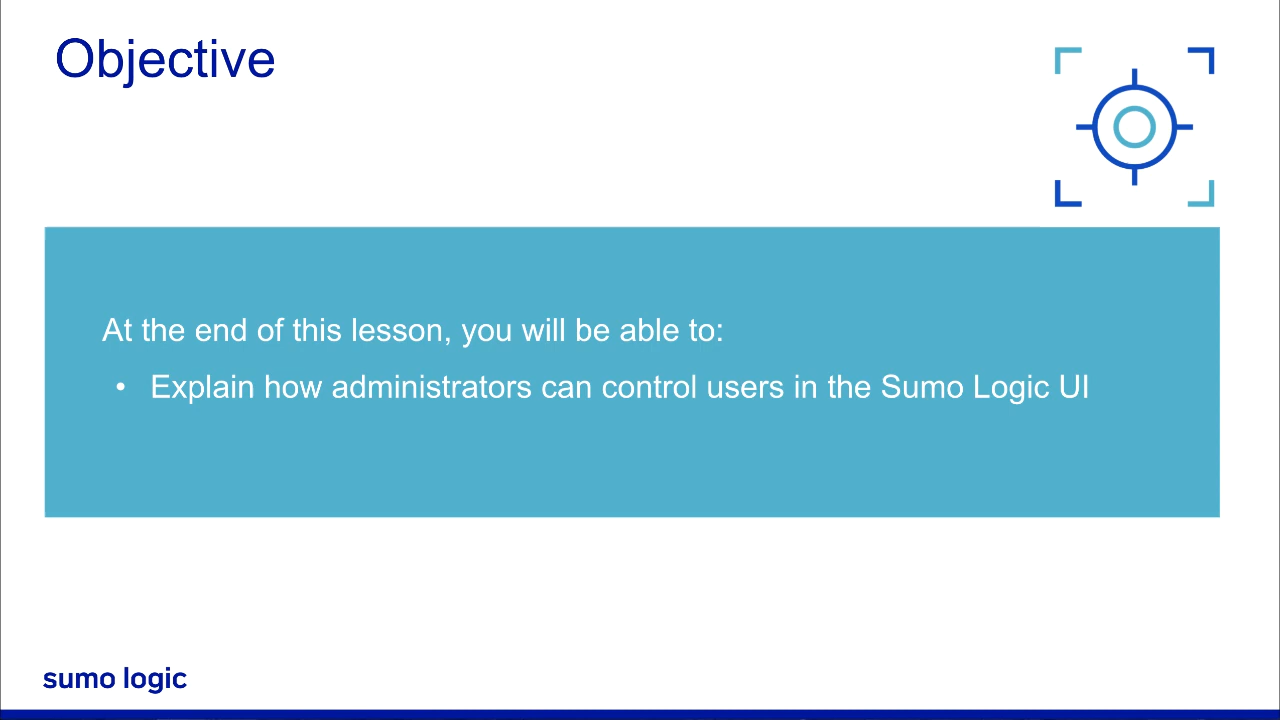 Objective
At the end of this lesson, you will be able to:
• Explain how administrators can control users in the Sumo Logic UI
sumo logic